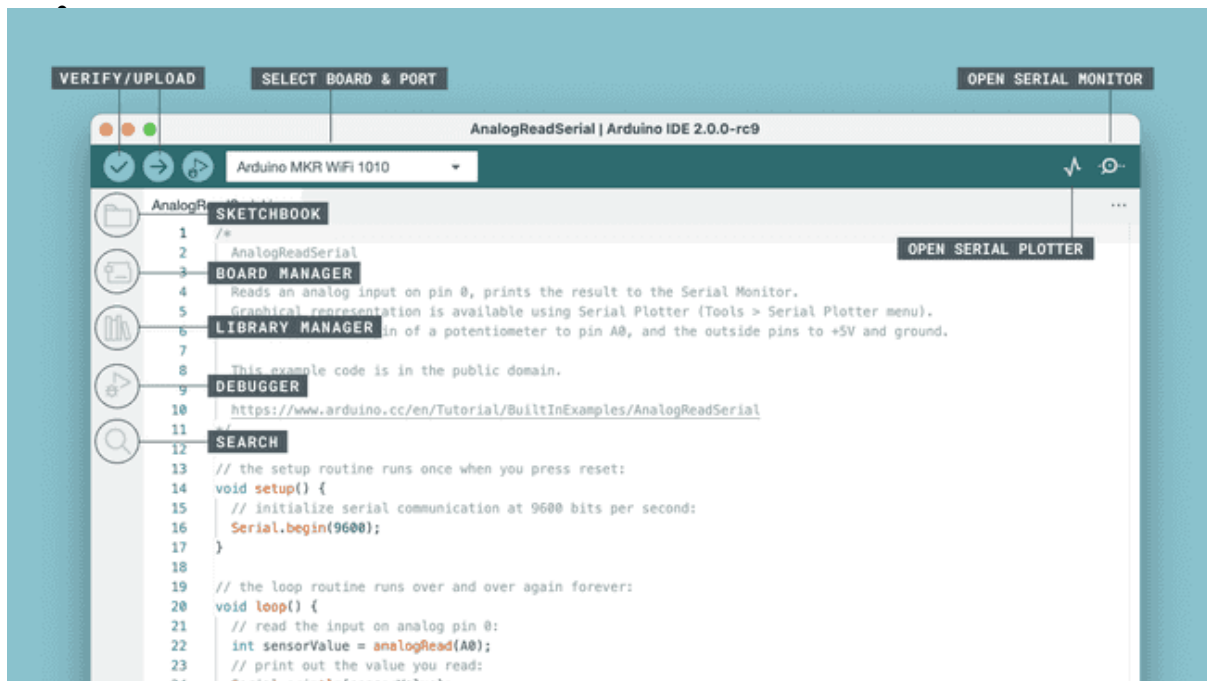 VERIFY/UPLOAD
SELECT BOARD & PORT
OPEN SERIAL MONITOR
AnalogReadSerial | Arduino IDE 2.0.0-rc9
Arduino MKR WiFi 1010
AnalogR
...
SKETCHBOOK
OPEN SERIAL PLOTTER
BOARD MANAGER
LIBRARY MANAGER
DEBUGGER
SEARCH
1 /*
2 AnalogReadSerial
3
4 Reads an analog input on pin 0, prints the result to the Serial Monitor.
5 Graphical representation is available using Serial Plotter (Tools > Serial Plotter menu).
6 in of a potentiometer to pin A0, and the outside pins to +5V and ground.
7
8 This example code is in the public domain.
9
10 https://www.arduino.cc/en/Tutorial/BuiltInExamples/AnalogReadSerial
11 */
12
13 // the setup routine runs once when you press reset:
14 void setup() {
15 // initialize serial communication at 9600 bits per second:
16 Serial.begin(9600);
17 }
18
19 // the loop routine runs over and over again forever:
20 void loop() {
21 // read the input on analog pin 0:
22 int sensorValue = analogRead(A0);
23 // print out the value you read: